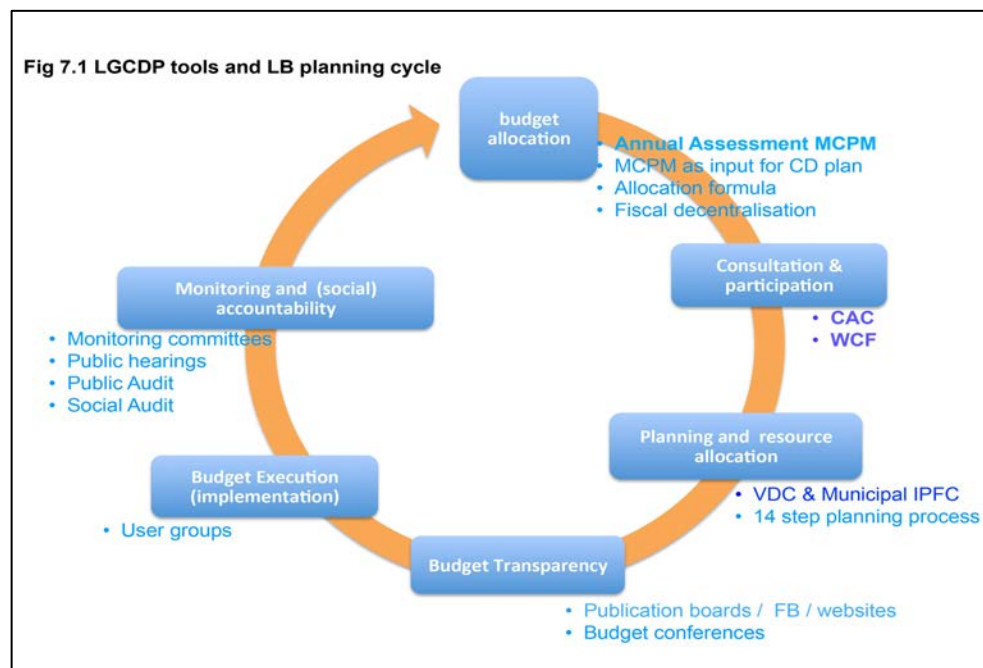 Fig 7.1 LGCDP tools and LB planning cycle
budget
allocation
• Annual Assessment MCPM
• MCPM as input for CD plan
• Allocation formula
• Fiscal decentralisation
Consultation &
participation
• CAC
• WCF
Planning and resource
allocation
• VDC & Municipal IPFC
• 14 step planning process
Budget Transparency
• Publication boards / FB / websites
• Budget conferences
Budget Execution
(implementation)
• User groups
Monitoring and (social)
accountability
• Monitoring committees
• Public hearings
• Public Audit
• Social Audit